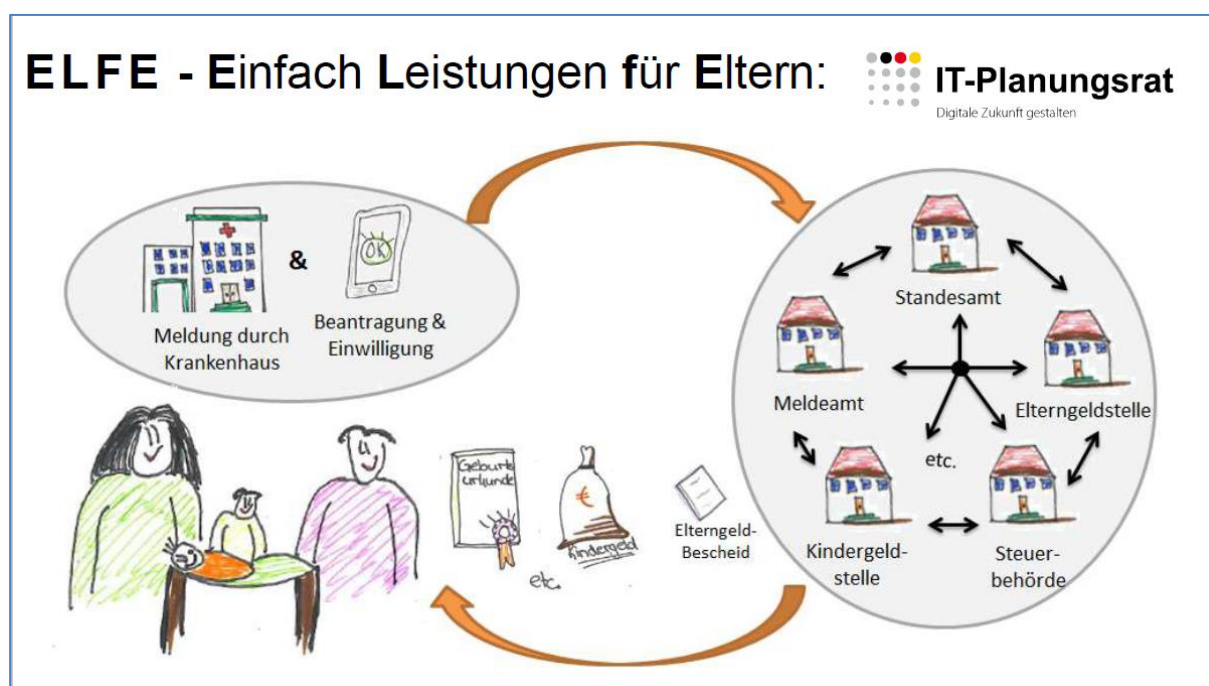 ELFE - Einfach Leistungen für Eltern:
IT-Planungsrat
Digitale Zukunft gestalten
OK
&
Meldung durch
Krankenhaus
Beantragung &
Einwilligung
Standesamt
Meldeamt
Elterngeldstelle
etc.
Kindergeld-
stelle
Steuer-
behörde
Geburts
urkunde
€
Kindergeld
etc.
Elterngeld-
Bescheid